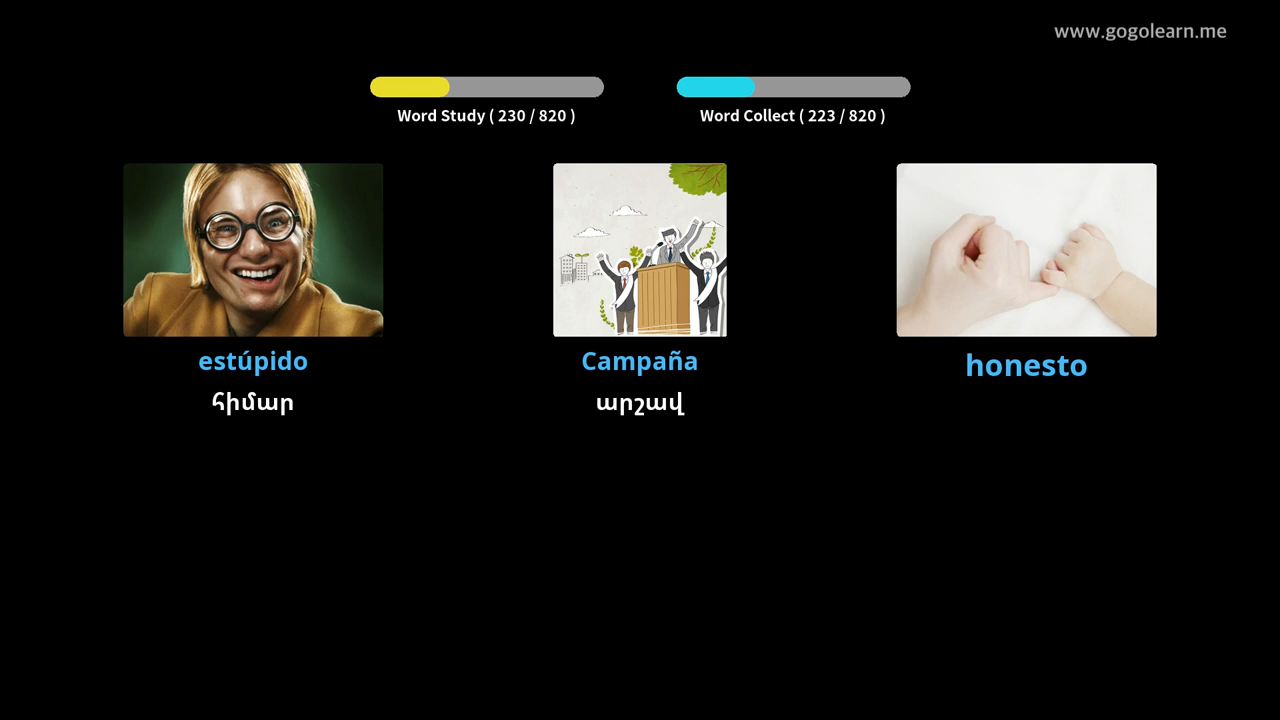 www.gogolearn.me
Word Study ( 230 / 820 )
Word Collect ( 223 / 820 )
estúpido
հիմար
Campaña
արշավ
honesto